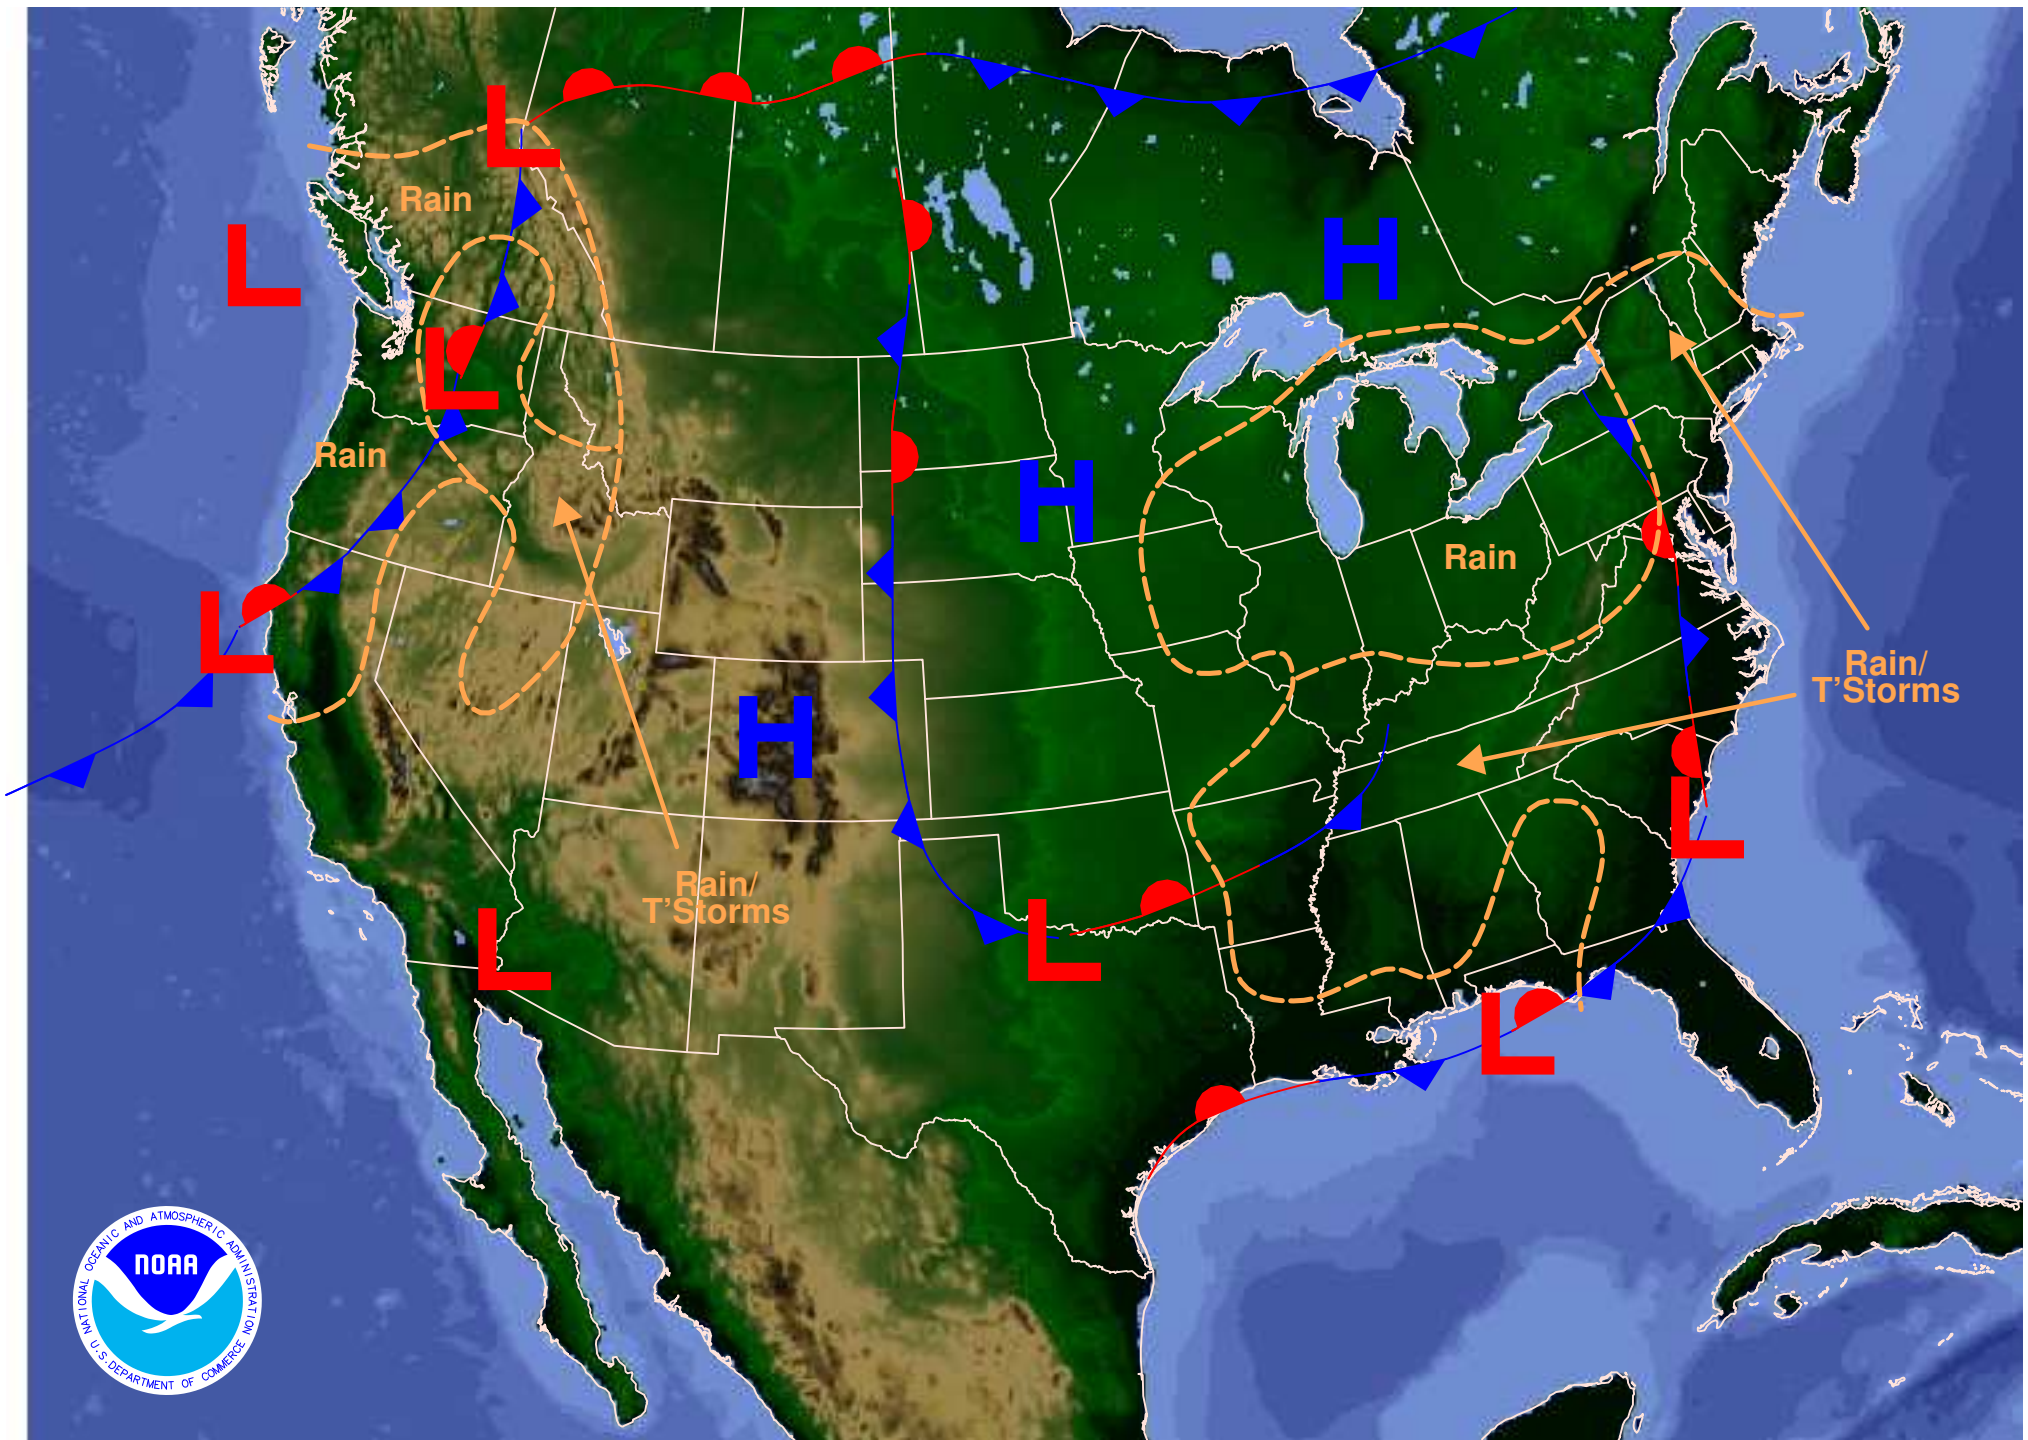 L
Rain
L
H
L
Rain
H
Rain
L
Rain/
T'Storms
H
L
Rain/
T'Storms
L
L
L
NOAA
NATIONAL OCEANIC AND ATMOSPHERIC ADMINISTRATION
U.S. DEPARTMENT OF COMMERCE